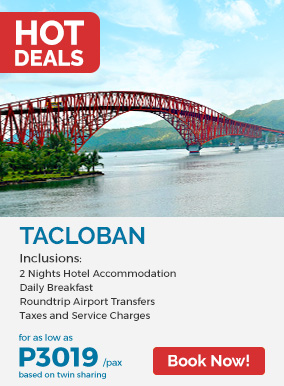 HOT
DEALS
TACLOBAN
Inclusions:
2 Nights Hotel Accommodation
Daily Breakfast
Roundtrip Airport Transfers
Taxes and Service Charges
for as low as
P3019 /pax
based on twin sharing
Book Now!